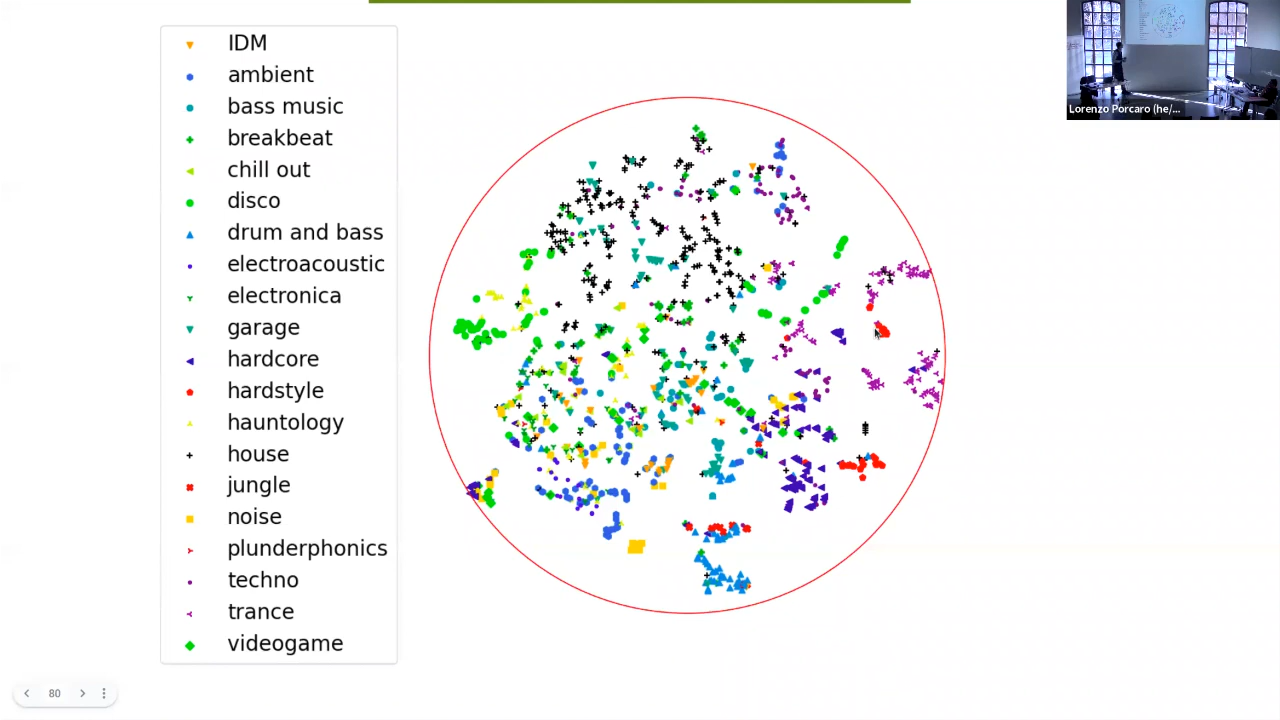 IDM
ambient
bass music
breakbeat
chill out
disco
drum and bass
electroacoustic
electronica
garage
hardcore
hardstyle
hauntology
house
jungle
noise
plunderphonics
techno
trance
videogame
Lorenzo Porcaro (he/...
80